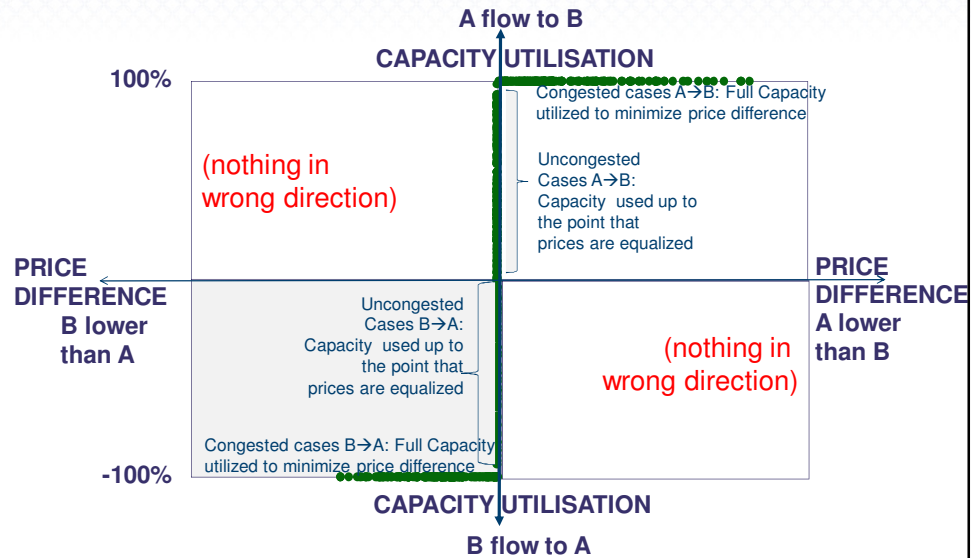 A flow to B
CAPACITY UTILISATION
100%
Congested cases A→B: Full Capacity
utilized to minimize price difference
(nothing in
wrong direction)
Uncongested
Cases A→B:
Capacity used up to
the point that
prices are equalized
PRICE
DIFFERENCE
B lower
than A
PRICE
DIFFERENCE
A lower
than B
Uncongested
Cases B→A:
Capacity used up to
the point that
prices are equalized
(nothing in
wrong direction)
Congested cases B→A: Full Capacity
utilized to minimize price difference
-100%
CAPACITY UTILISATION
B flow to A